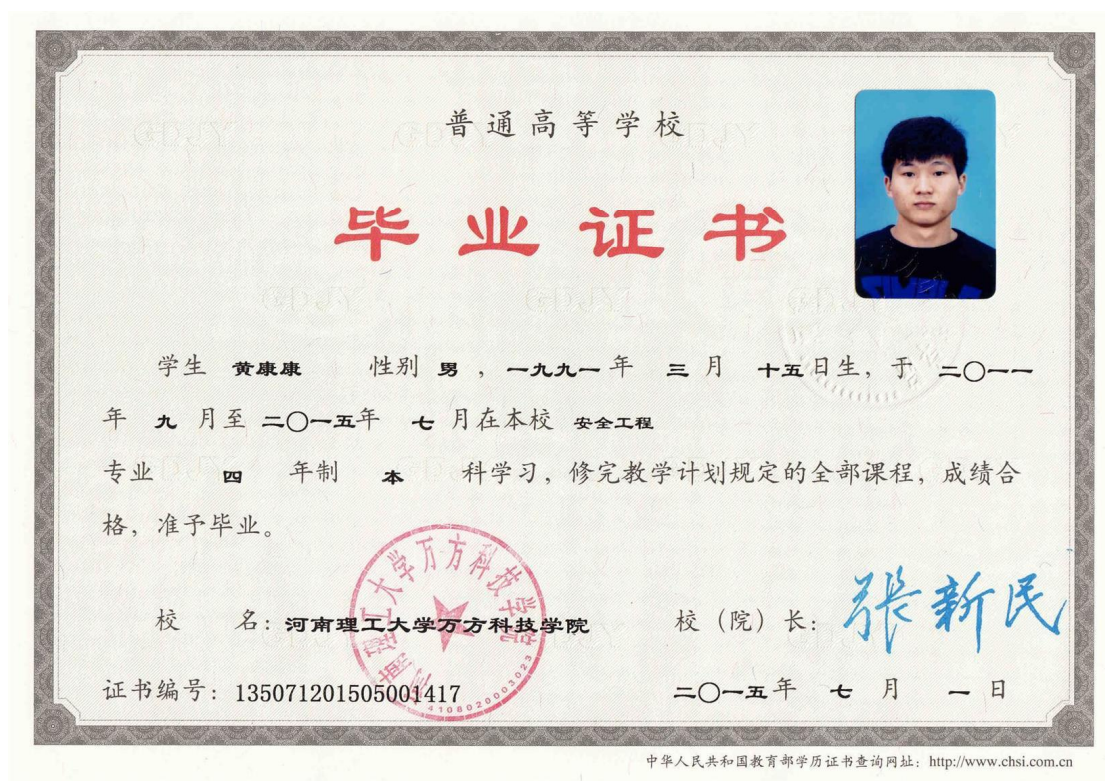 普通高等学校
毕业证书
学生 黄康康 性别 男 ，一九九一年 三 月 十五日生，于 二〇一一
年 九 月至 二〇一五年 七 月在本校 安全工程
专业 四 年制 本 科学习，修完教学计划规定的全部课程，成绩合
格，准予毕业。
校 名：河南理工大学万方科技学院
校（院）长：張新民
河南理工大学万方科技学院
4108020003023
证书编号：135071201505001417
二〇一五年 七 月 一 日
中华人民共和国教育部学历证书查询网址：http://www.chsi.com.cn